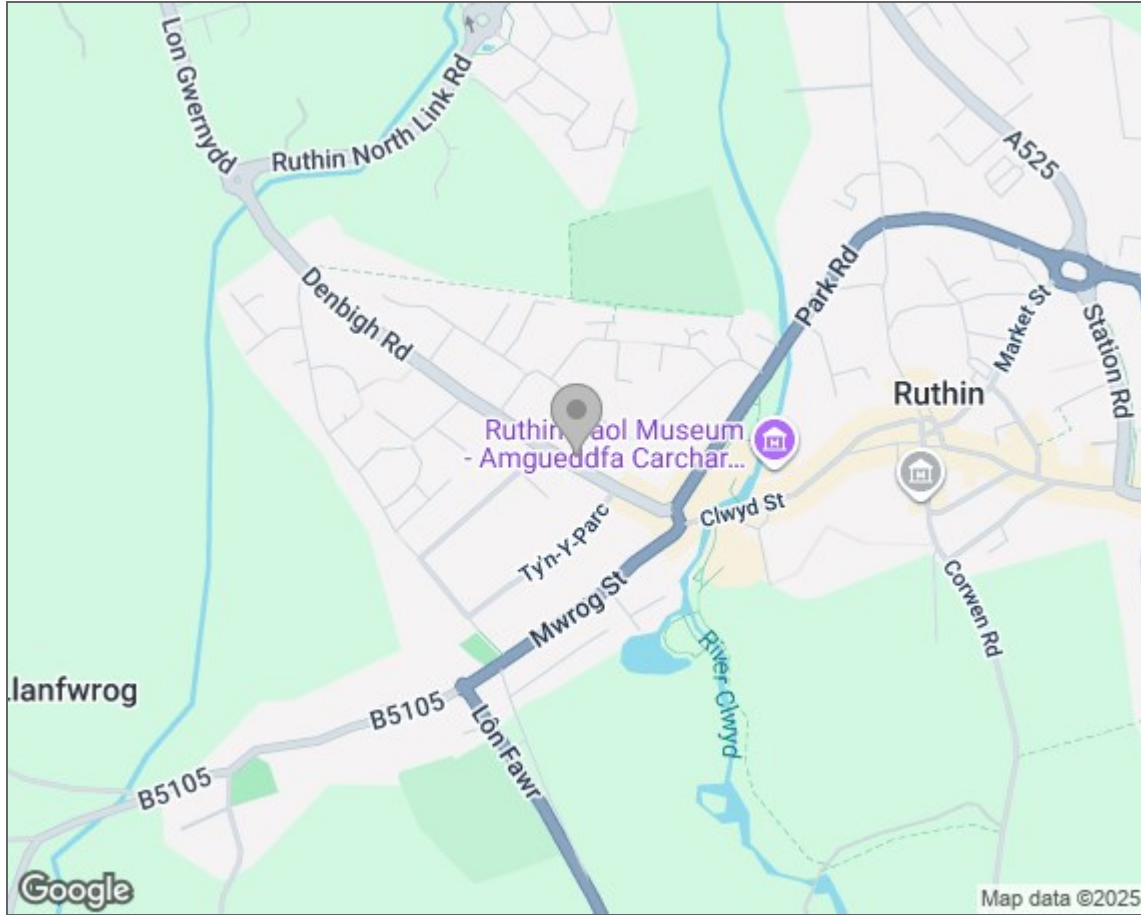 Lon Gwernydd
Ruthin North Link Rd
A525
Denbigh Rd
Park Rd
Market St
Station Rd
Ruthin
Ruthin Gaol Museum
- Amgueddfa Carchar...
Clwyd St
Ty'n-Y-Parc
Mwrog St
Corwen Rd
River Clwyd
B5105
Lôn Fawr
B5105
Google
Map data ©2025